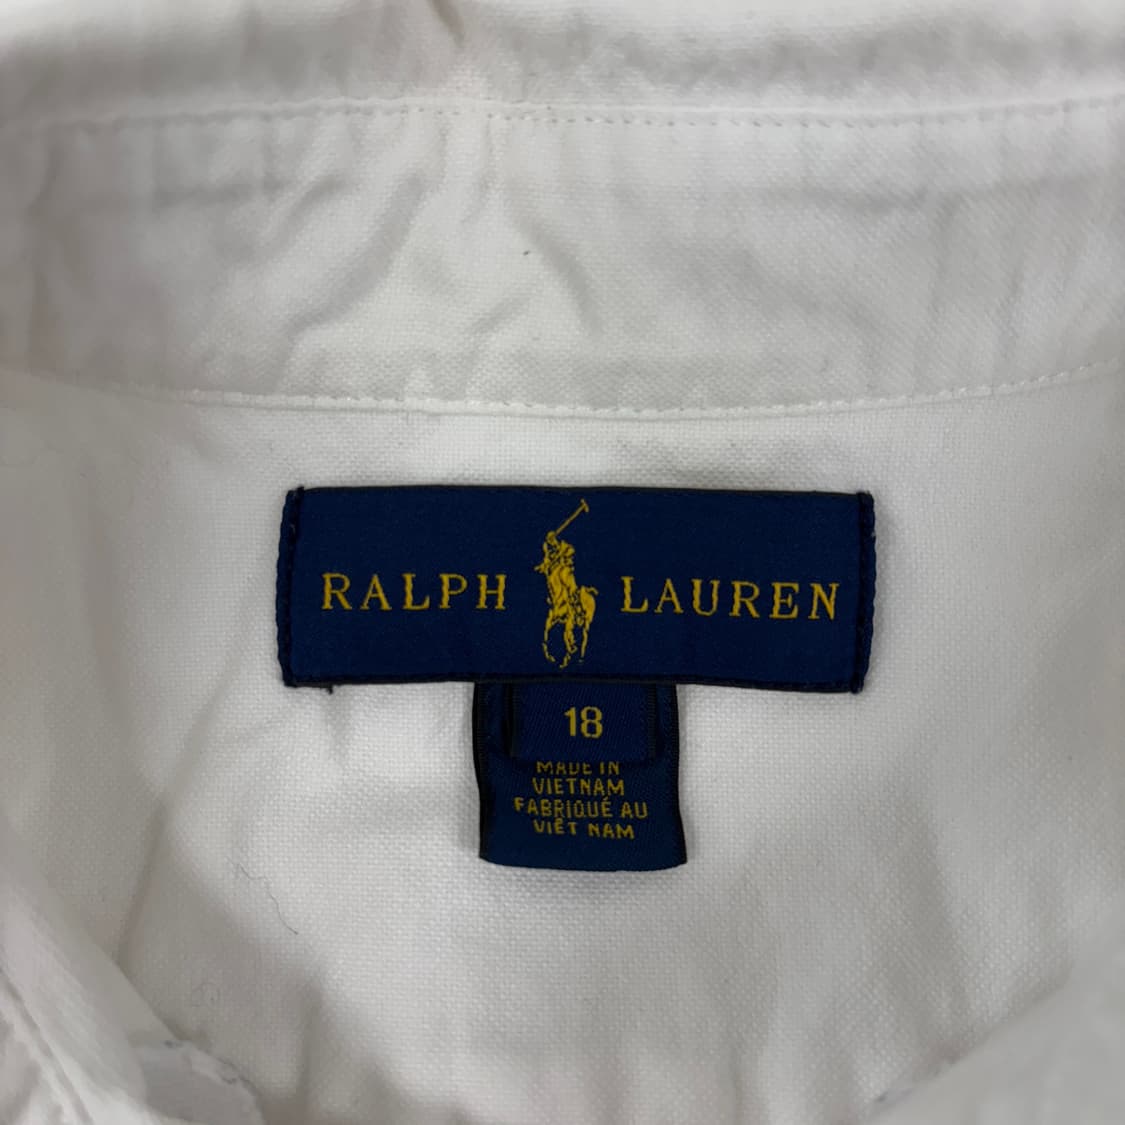 RALPH LAUREN
18
MADE IN
VIETNAM
FABRIQUÉ AU
VIÊT NAM